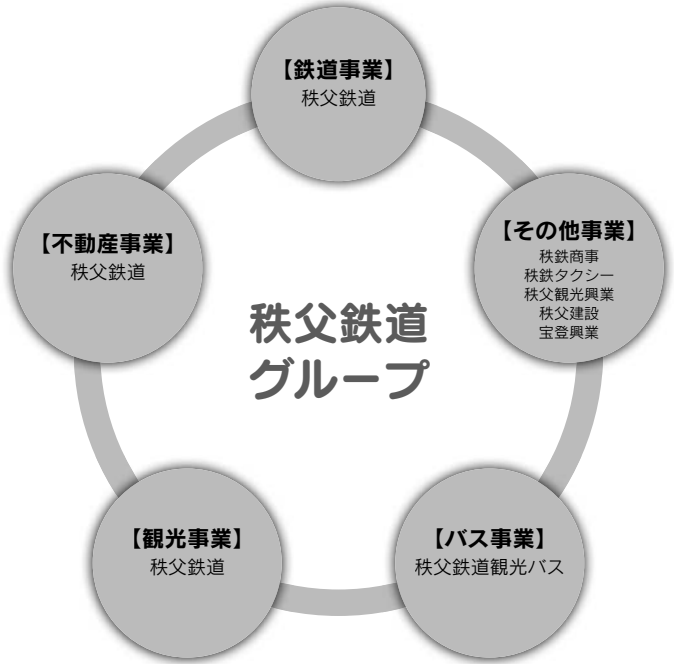 【鉄道事業】
秩父鉄道
【その他事業】
秩鉄商事
秩鉄タクシー
秩父観光興業
秩父建設
宝登興業
【不動産事業】
秩父鉄道
秩父鉄道
グループ
【観光事業】
秩父鉄道
【バス事業】
秩父鉄道観光バス